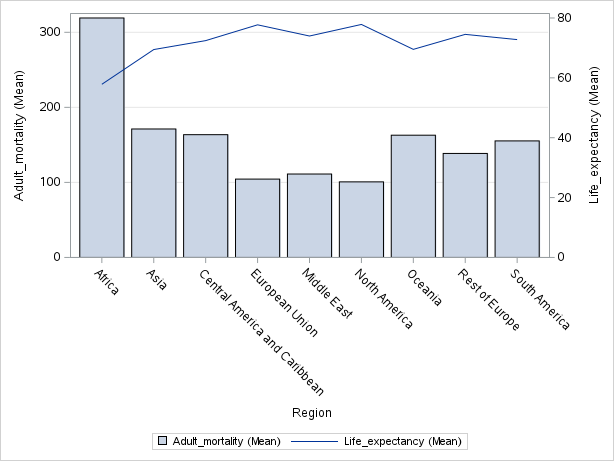 300
200
100
0
Adult_mortality (Mean)
80
60
40
20
0
Life_expectancy (Mean)
Africa
Asia
Central America and Caribbean
European Union
Middle East
North America
Oceania
Rest of Europe
South America
Region
Adult_mortality (Mean) Life_expectancy (Mean)